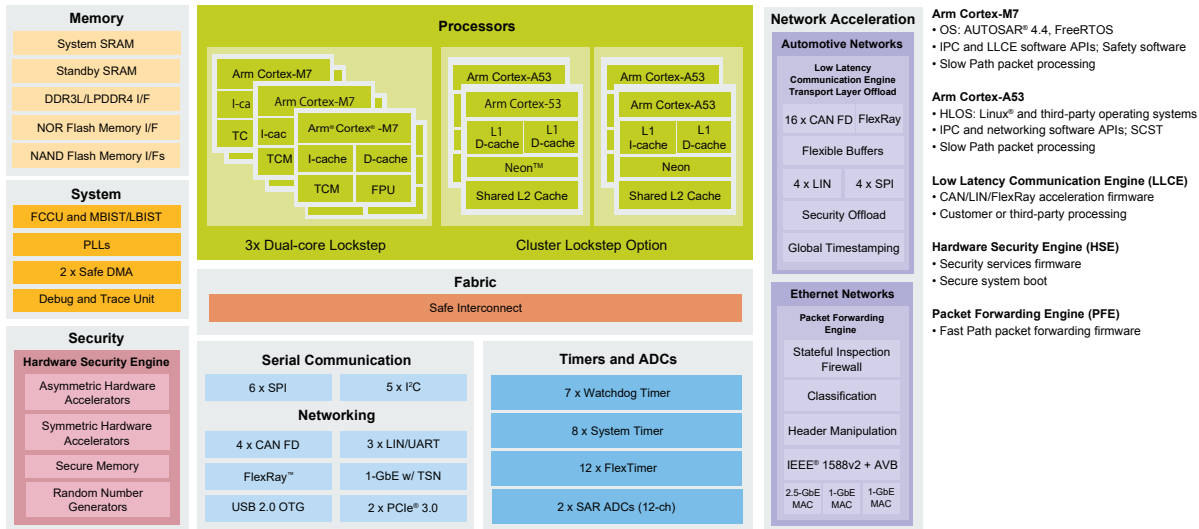 Memory
System SRAM
Standby SRAM
DDR3L/LPDDR4 I/F
NOR Flash Memory I/F
NAND Flash Memory I/Fs
System
FCCU and MBIST/LBIST
PLLs
2 x Safe DMA
Debug and Trace Unit
Security
Hardware Security Engine
Asymmetric Hardware
Accelerators
Symmetric Hardware
Accelerators
Secure Memory
Random Number
Generators
Processors
Arm Cortex-M7
I-ca
TC
Arm Cortex-M7
I-cac
TCM
Arm® Cortex® -M7
I-cache
D-cache
TCM
FPU
3x Dual-core Lockstep
Arm Cortex-A53
Arm Cortex-53
L1
D-cache
L1
D-cache
Neon™
Shared L2 Cache
Arm Cortex-A53
Arm Cortex-A53
L1
I-cache
L1
D-cache
Neon
Shared L2 Cache
Cluster Lockstep Option
Fabric
Safe Interconnect
Serial Communication
6 x SPI
5 x I²C
Networking
4 x CAN FD
3 x LIN/UART
FlexRay™
1-GbE w/ TSN
USB 2.0 OTG
2 x PCIe® 3.0
Timers and ADCs
7 x Watchdog Timer
8 x System Timer
12 x FlexTimer
2 x SAR ADCs (12-ch)
Network Acceleration
Automotive Networks
Low Latency
Communication Engine
Transport Layer Offload
16 x CAN FD
FlexRay
Flexible Buffers
4 x LIN
4 x SPI
Security Offload
Global Timestamping
Ethernet Networks
Packet Forwarding
Engine
Stateful Inspection
Firewall
Classification
Header Manipulation
IEEE® 1588v2 + AVB
2.5-GbE
MAC
1-GbE
MAC
1-GbE
MAC
Arm Cortex-M7
• OS: AUTOSAR® 4.4, FreeRTOS
• IPC and LLCE software APIs; Safety software
• Slow Path packet processing
Arm Cortex-A53
• HLOS: Linux® and third-party operating systems
• IPC and networking software APIs; SCST
• Slow Path packet processing
Low Latency Communication Engine (LLCE)
• CAN/LIN/FlexRay acceleration firmware
• Customer or third-party processing
Hardware Security Engine (HSE)
• Security services firmware
• Secure system boot
Packet Forwarding Engine (PFE)
• Fast Path packet forwarding firmware